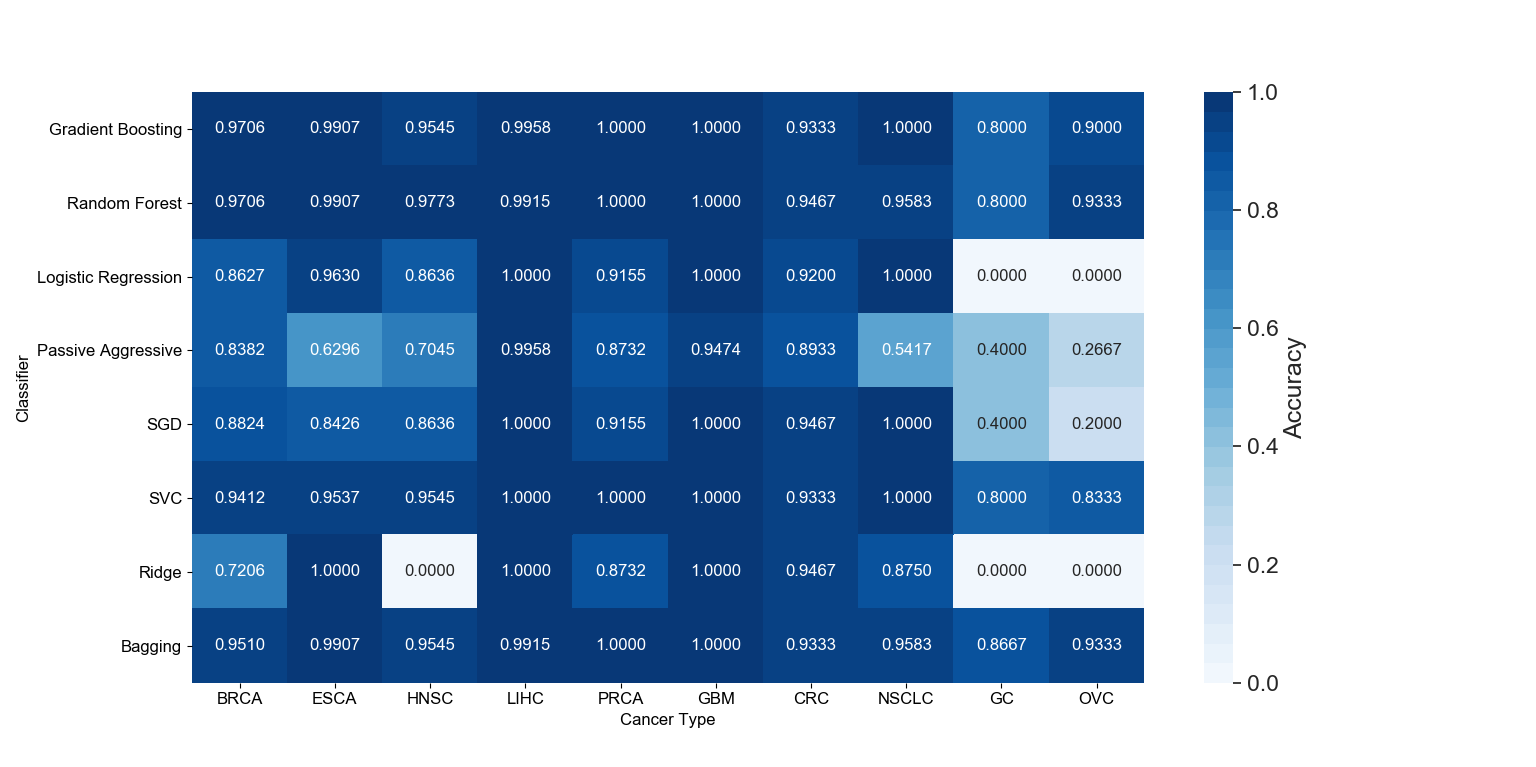 Gradient Boosting 0.9706 0.9907 0.9545 0.9958 1.0000 1.0000 0.9333 1.0000 0.8000 0.9000
Random Forest 0.9706 0.9907 0.9773 0.9915 1.0000 1.0000 0.9467 0.9583 0.8000 0.9333
Logistic Regression 0.8627 0.9630 0.8636 1.0000 0.9155 1.0000 0.9200 1.0000 0.0000 0.0000
Passive Aggressive 0.8382 0.6296 0.7045 0.9958 0.8732 0.9474 0.8933 0.5417 0.4000 0.2667
SGD 0.8824 0.8426 0.8636 1.0000 0.9155 1.0000 0.9467 1.0000 0.4000 0.2000
SVC 0.9412 0.9537 0.9545 1.0000 1.0000 1.0000 0.9333 1.0000 0.8000 0.8333
Ridge 0.7206 1.0000 0.0000 1.0000 0.8732 1.0000 0.9467 0.8750 0.0000 0.0000
Bagging 0.9510 0.9907 0.9545 0.9915 1.0000 1.0000 0.9333 0.9583 0.8667 0.9333
BRCA ESCA HNSC LIHC PRCA GBM CRC NSCLC GC OVC
Cancer Type
Classifier
1.0
0.8
0.6
0.4
0.2
0.0
Accuracy